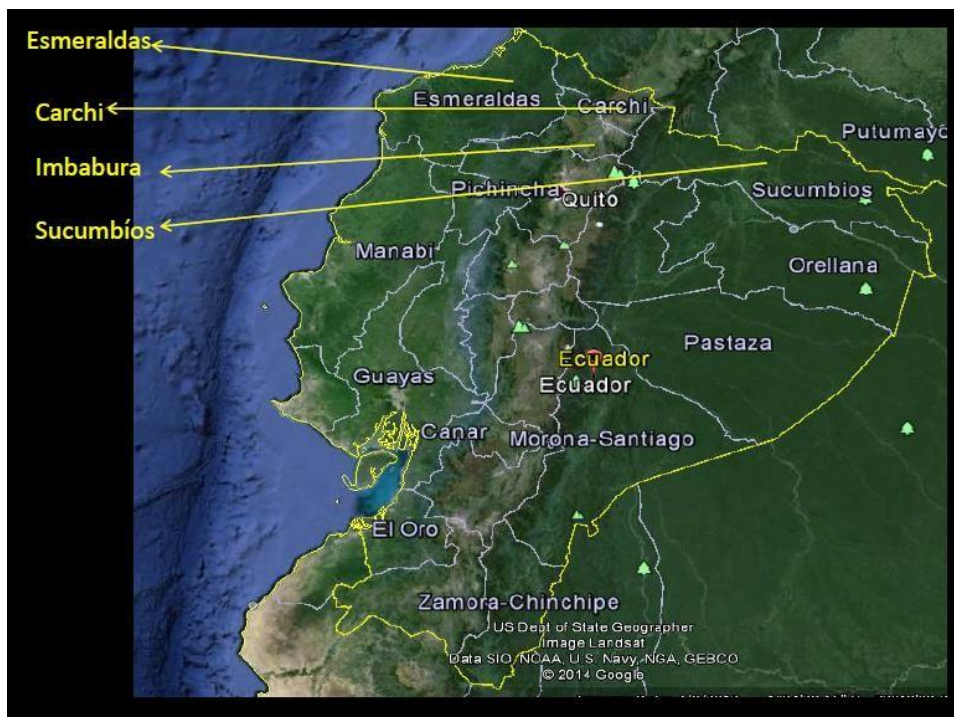 Esmeraldas
Carchi
Imbabura
Sucumbíos
Esmeraldas
Carchi
Putumayo
Pichincha
Quito
Sucumbios
Manabi
Orellana
Pastaza
Ecuador
Guayas
Ecuador
Canar
Morona-Santiago
El Oro
Zamora-Chinchipe
US Dept of State Geographer
Image Landsat
Data SIO, NOAA, U.S. Navy, NGA, GEBCO
© 2014 Google